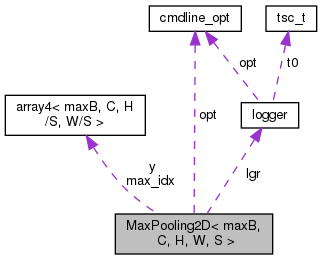 cmdline_opt
tsc_t
opt
t0
array4< maxB, C, H
/S, W/S >
opt
logger
y
max_idx
lgr
MaxPooling2D< maxB,
C, H, W, S >